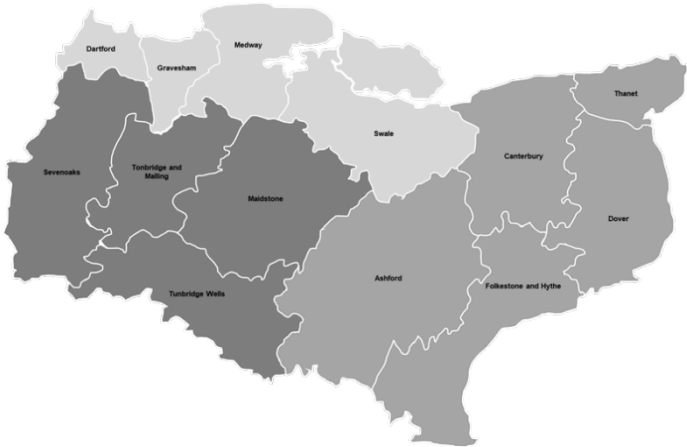 Medway
Dartford
Gravesham
Thanet
Swale
Canterbury
Tonbridge and
Malling
Sevenoaks
Maidstone
Dover
Ashford
Folkestone and Hythe
Tunbridge Wells